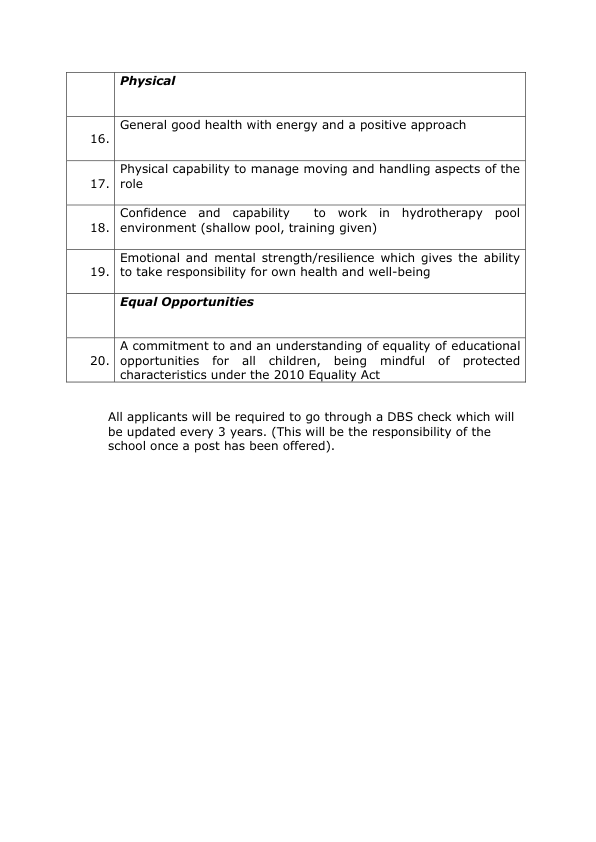 Physical
16.
General good health with energy and a positive approach
17.
Physical capability to manage moving and handling aspects of the
role
18.
Confidence and capability  to work in hydrotherapy pool
environment (shallow pool, training given)
19.
Emotional and mental strength/resilience which gives the ability
to take responsibility for own health and well-being
Equal Opportunities
20.
A commitment to and an understanding of equality of educational
opportunities for all children, being mindful of protected
characteristics under the 2010 Equality Act
All applicants will be required to go through a DBS check which will
be updated every 3 years. (This will be the responsibility of the
school once a post has been offered).